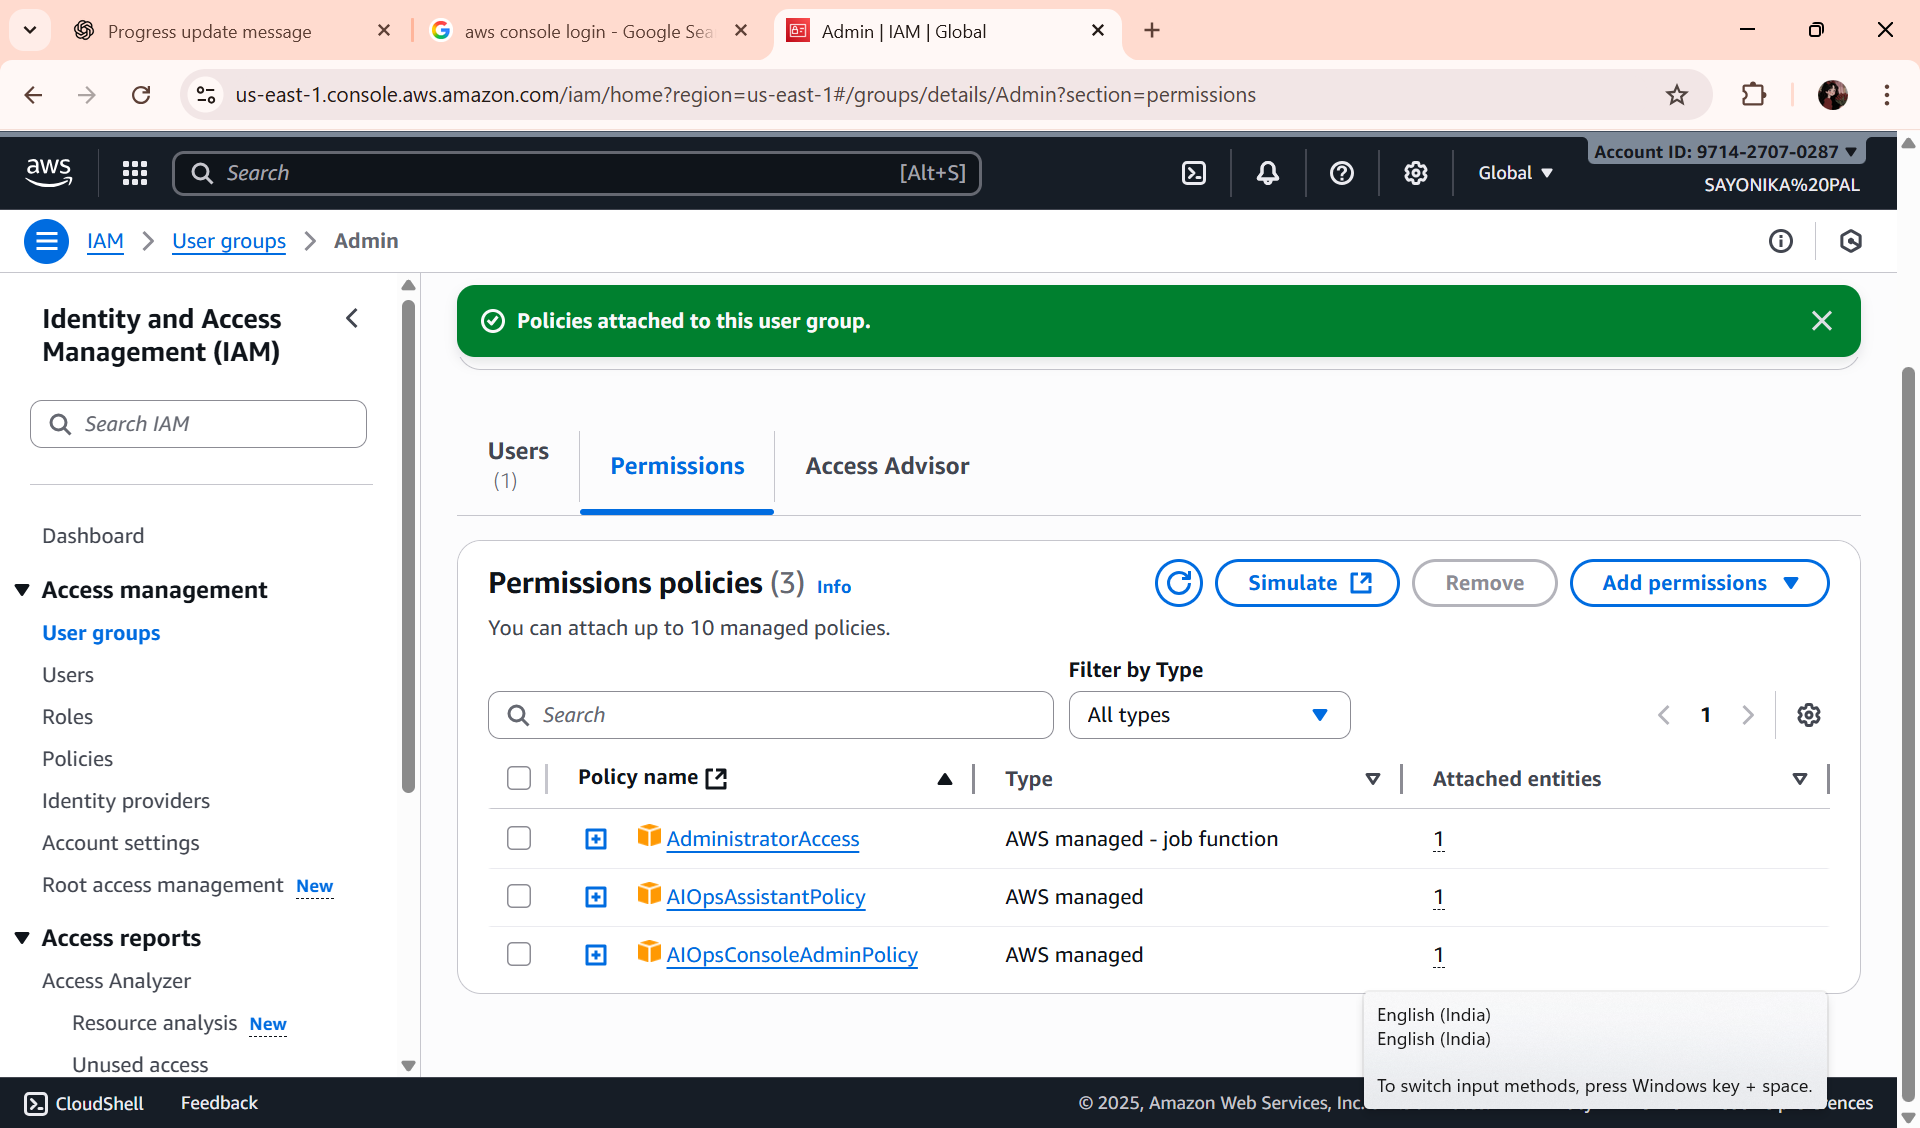 Progress update message
aws console login - Google Sea
Admin | IAM | Global
us-east-1.console.aws.amazon.com/iam/home?region=us-east-1#/groups/details/Admin?section=permissions
aws
Search
[Alt+S]
Global
Account ID: 9714-2707-0287
SAYONIKA%20PAL
IAM
User groups
Admin
Identity and Access
Management (IAM)
Search IAM
Dashboard
Access management
User groups
Users
Roles
Policies
Identity providers
Account settings
Root access management New
Access reports
Access Analyzer
Resource analysis New
Unused access
Policies attached to this user group.
Users
(1)
Permissions
Access Advisor
Permissions policies (3) Info
Simulate
Remove
Add permissions
You can attach up to 10 managed policies.
Filter by Type
Search
All types
1
Policy name
Type
Attached entities
AdministratorAccess
AWS managed - job function
1
AIOpsAssistantPolicy
AWS managed
1
AIOpsConsoleAdminPolicy
AWS managed
1
English (India)
English (India)
To switch input methods, press Windows key + space.
CloudShell
Feedback
© 2025, Amazon Web Services, Inc.